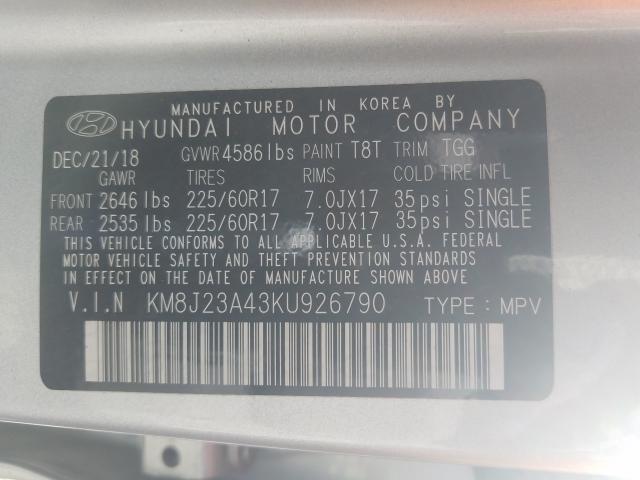 MANUFACTURED IN KOREA BY
HYUNDAI MOTOR COMPANY
DEC/21/18 GVWR 4586lbs PAINT T8T TRIM TGG
GAWR TIRES RIMS COLD TIRE INFL
FRONT 2646 lbs 225/60R17 7.0JX17 35psi SINGLE
REAR 2535 lbs 225/60R17 7.0JX17 35psi SINGLE
THIS VEHICLE CONFORMS TO ALL APPLICABLE U.S.A. FEDERAL
MOTOR VEHICLE SAFETY AND THEFT PREVENTION STANDARDS
IN EFFECT ON THE DATE OF MANUFACTURE SHOWN ABOVE.
V.I.N KM8J23A43KU926790 TYPE : MPV